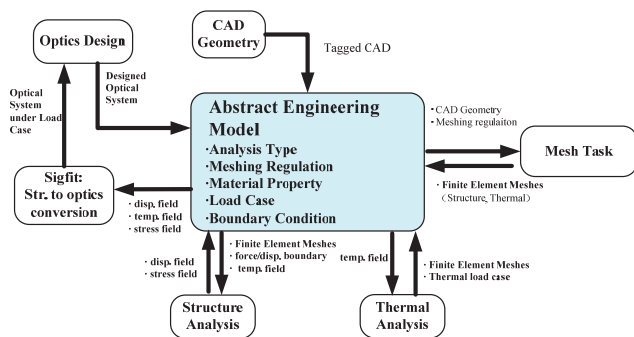 CAD
Geometry
Optics Design
Tagged CAD
Optical
System
under Load
Case
Designed
Optical
System
Abstract Engineering
Model
·Analysis Type
·Meshing Regulation
·Material Property
·Load Case
·Boundary Condition
· CAD Geometry
· Meshing regulaiton
Mesh Task
· Finite Element Meshes
(Structure, Thermal)
Sigfit:
Str. to optics
conversion
· disp. field
· temp. field
· stress field
· disp. field
· stress field
· Finite Element Meshes
· force/disp. boundary
· temp. field
temp. field
· Finite Element Meshes
· Thermal load case
Structure
Analysis
Thermal
Analysis